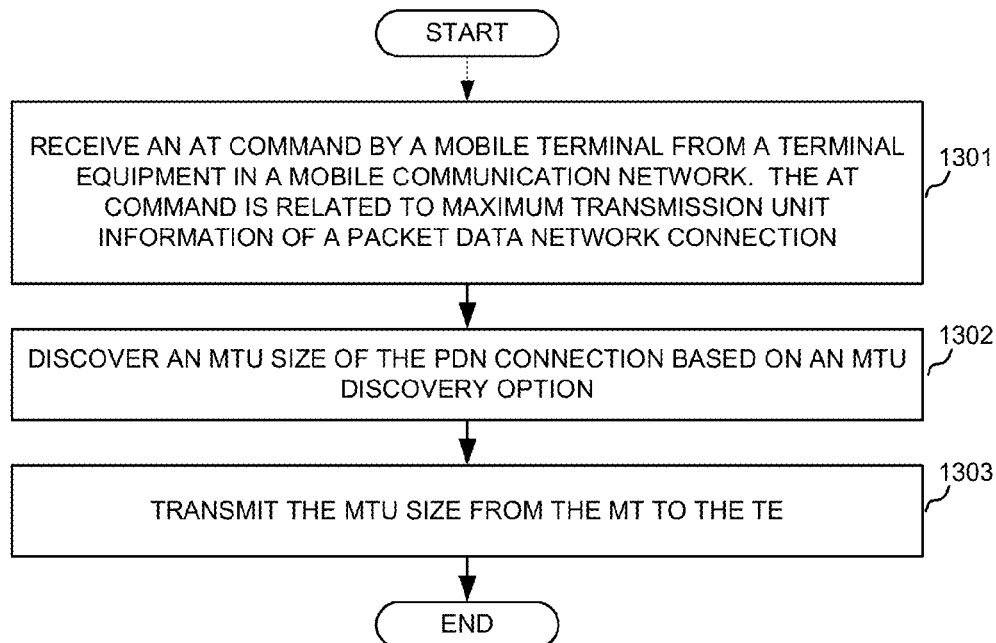 START
RECEIVE AN AT COMMAND BY A MOBILE TERMINAL FROM A TERMINAL
EQUIPMENT IN A MOBILE COMMUNICATION NETWORK. THE AT
COMMAND IS RELATED TO MAXIMUM TRANSMISSION UNIT
INFORMATION OF A PACKET DATA NETWORK CONNECTION
1301
DISCOVER AN MTU SIZE OF THE PDN CONNECTION BASED ON AN MTU
DISCOVERY OPTION
1302
TRANSMIT THE MTU SIZE FROM THE MT TO THE TE
1303
END